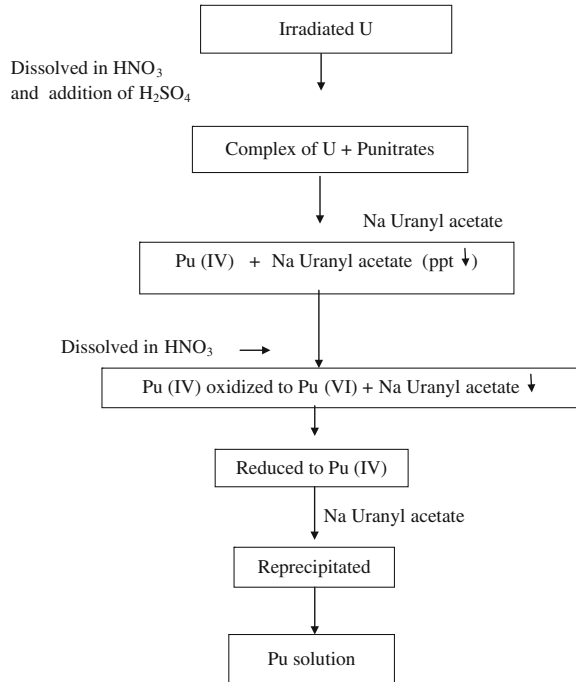 Irradiated U
Dissolved in HNO₃
and addition of H₂SO₄
Complex of U + Punitrates
Na Uranyl acetate
Pu (IV) + Na Uranyl acetate (ppt ↓)
Dissolved in HNO₃ →
Pu (IV) oxidized to Pu (VI) + Na Uranyl acetate ↓
Reduced to Pu (IV)
Na Uranyl acetate
Reprecipitated
Pu solution